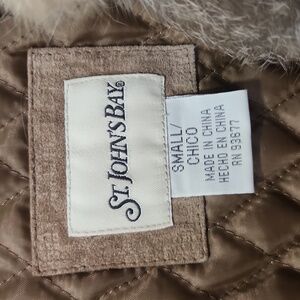 ST. JOHN'S BAY®
SMALL/
CHICO
MADE IN CHINA
HECHO EN CHINA
RN 93677